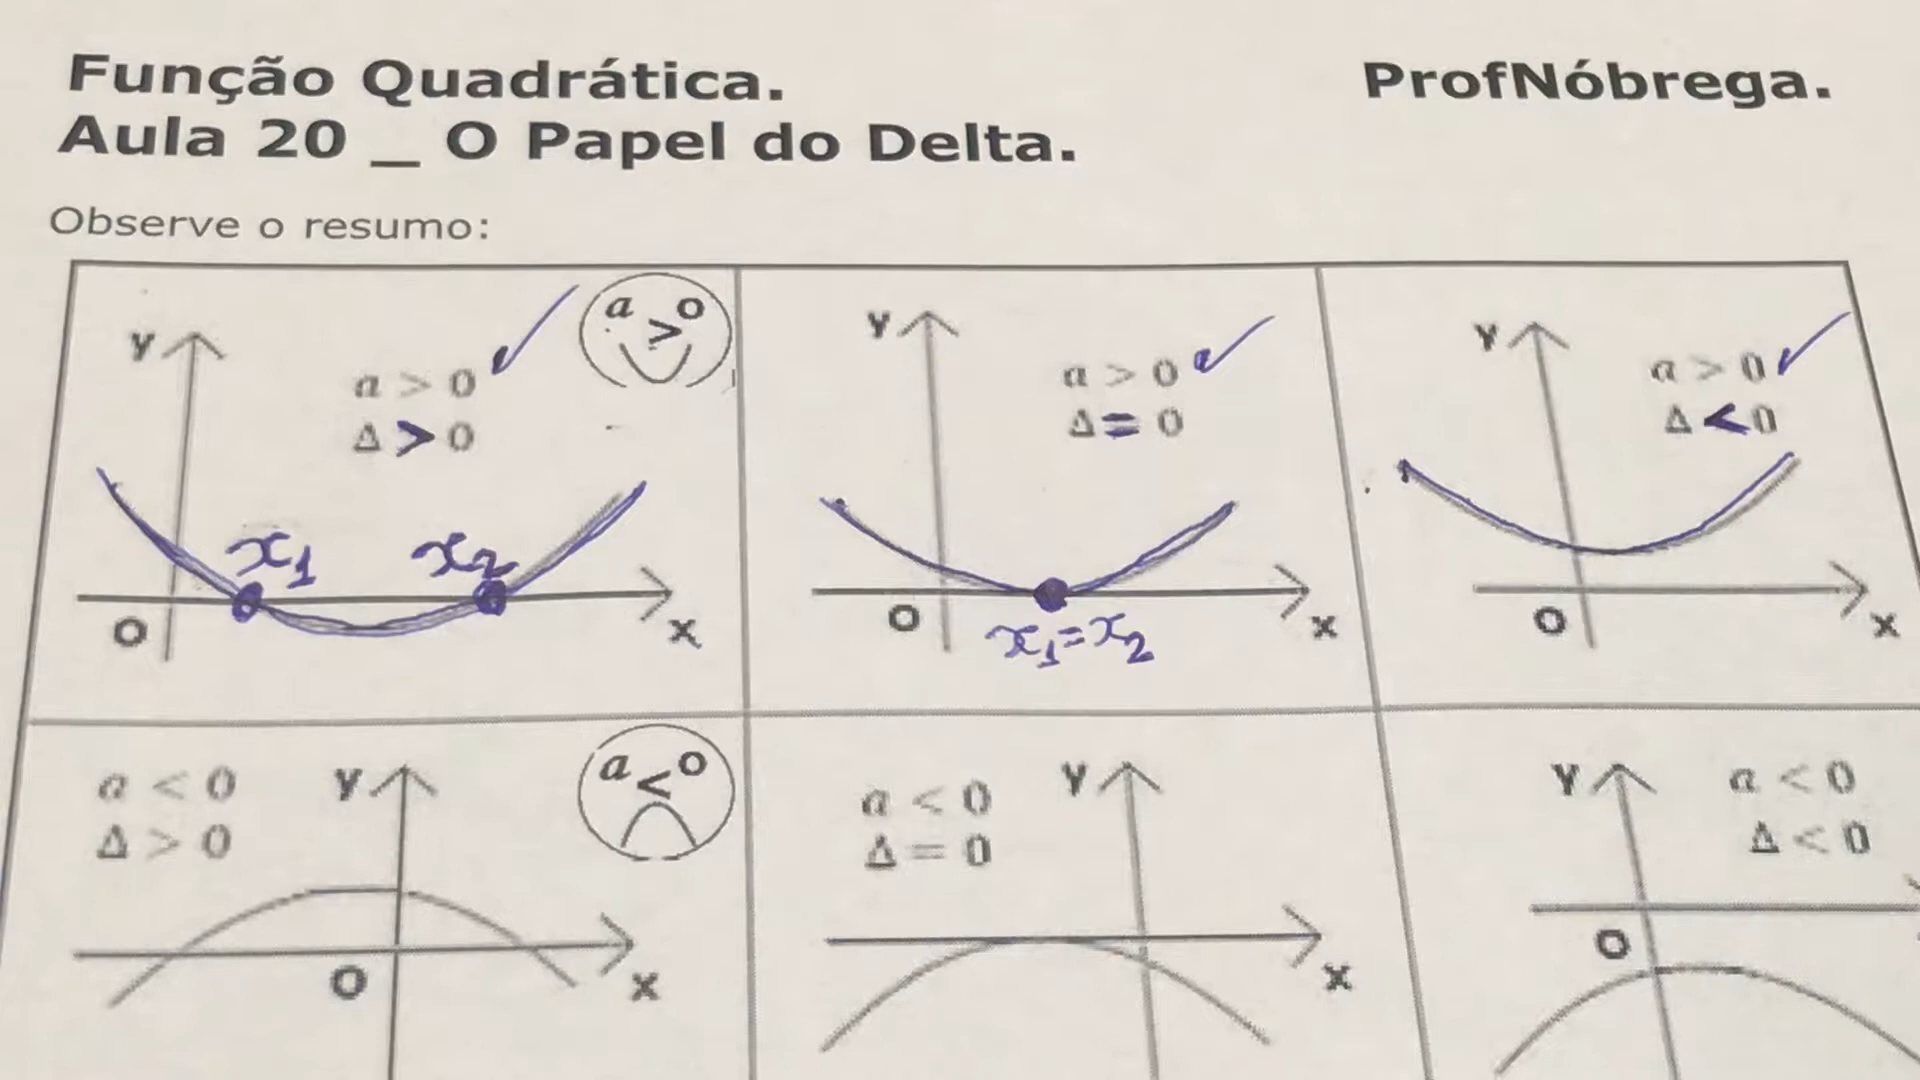 Função Quadrática.
ProfNóbrega.
Aula 20 _ O Papel do Delta.
Observe o resumo:
Y
a > 0
Δ > 0
a > 0
x₁
x₂
O
X
Y
a > 0
Δ = 0
O
x₁=x₂
X
Y
a > 0
Δ < 0
O
X
a < 0
Δ > 0
Y
a < 0
O
X
a < 0
Δ = 0
Y
X
Y
a < 0
Δ < 0
O